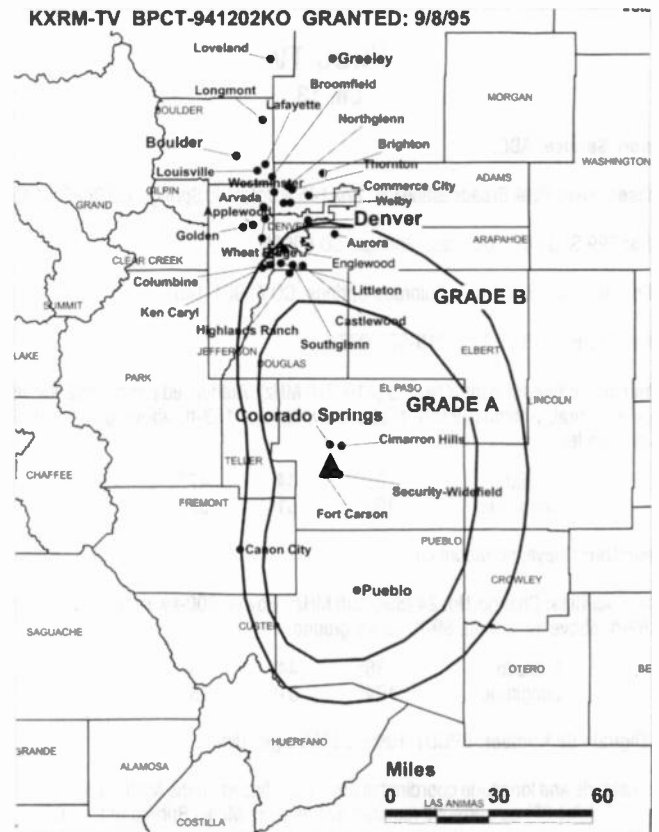 KXRM-TV BPCT-941202KO GRANTED: 9/8/95
Loveland
Greeley
Broomfield
Longmont
Lafayette
MORGAN
BOULDER
Northglenn
Boulder
Brighton
WASHINGTON
Louisville
Thornton
Westminster
ADAMS
GILPIN
Commerce City
Arvada
Welby
GRAND
Applewood
DENVER
Denver
Golden
Aurora
ARAPAHOE
Wheat Ridge
CLEAR CREEK
Englewood
Columbine
Littleton
GRADE B
SUMMIT
Ken Caryl
Castlewood
Highlands Ranch
Southglenn
LAKE
JEFFERSON
ELBERT
DOUGLAS
PARK
EL PASO
LINCOLN
GRADE A
Colorado Springs
Cimarron Hills
TELLER
CHAFFEE
Security-Widefield
FREMONT
Fort Carson
PUEBLO
Canon City
CROWLEY
Pueblo
CUSTER
SAGUACHE
OTERO
BE
HUERFANO
GRANDE
ALAMOSA
Miles
0 30 60
LAS ANIMAS
COSTILLA